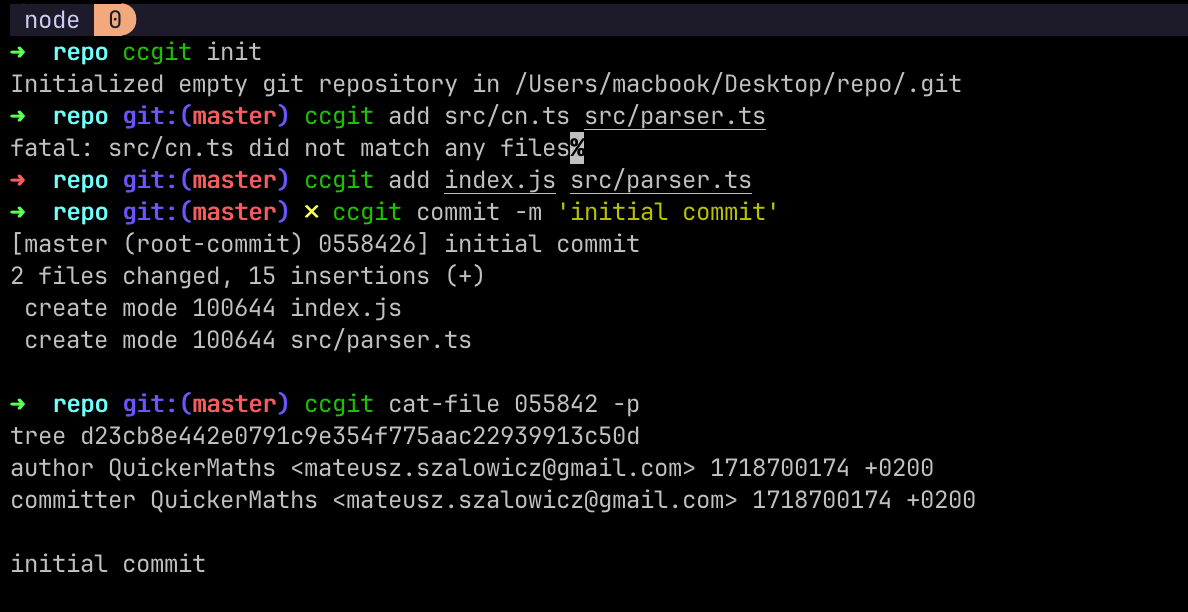 node 0
➜  repo ccgit init
Initialized empty git repository in /Users/macbook/Desktop/repo/.git
➜  repo git:(master) ccgit add src/cn.ts src/parser.ts
fatal: src/cn.ts did not match any files%
➜  repo git:(master) ccgit add index.js src/parser.ts
➜  repo git:(master) ✗ ccgit commit -m 'initial commit'
[master (root-commit) 0558426] initial commit
2 files changed, 15 insertions (+)
 create mode 100644 index.js
 create mode 100644 src/parser.ts
➜  repo git:(master) ccgit cat-file 055842 -p
tree d23cb8e442e0791c9e354f775aac22939913c50d
author QuickerMaths <mateusz.szalowicz@gmail.com> 1718700174 +0200
committer QuickerMaths <mateusz.szalowicz@gmail.com> 1718700174 +0200
initial commit